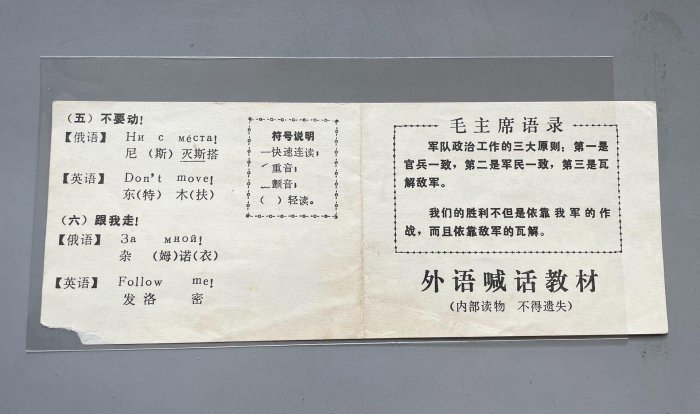 （五）不要动！
【俄语】 Ни с мéста!
尼 （斯） 灭斯搭
【英语】 Don't move!
东(特) 木(扶)
（六）跟我走！
【俄语】 За мной!
杂 (姆)诺(衣)
【英语】 Follow me!
发 洛 密
符号说明
—快速连读；
重音；
﹏颤音；
（ ）轻读。
毛主席语录
军队政治工作的三大原则：第一是
官兵一致，第二是军民一致，第三是瓦
解敌军。
我们的胜利不但是依靠我军的作
战，而且依靠敌军的瓦解。
外语喊话教材
(内部读物 不得遗失)